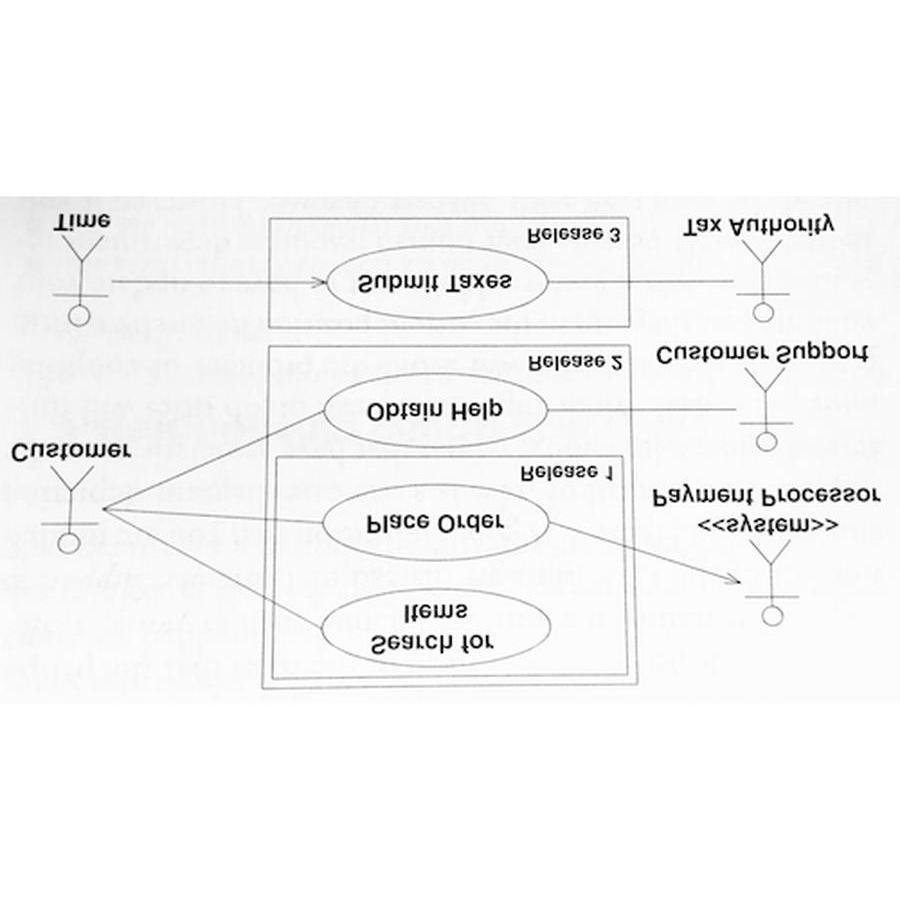 Search for
Items
<<system>>
Payment Processor
Place Order
Release 1
Customer
Obtain Help
Customer Support
Release 2
Submit Taxes
Tax Authority
Release 3
Time